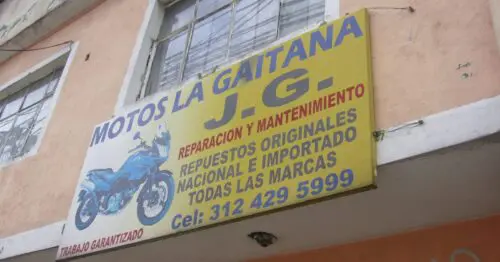 MOTOS LA GAITANA
J.G.
REPARACION Y MANTENIMIENTO
REPUESTOS ORIGINALES
NACIONAL E IMPORTADO
TODAS LAS MARCAS
Cel: 312 429 5999
TRABAJO GARANTIZADO